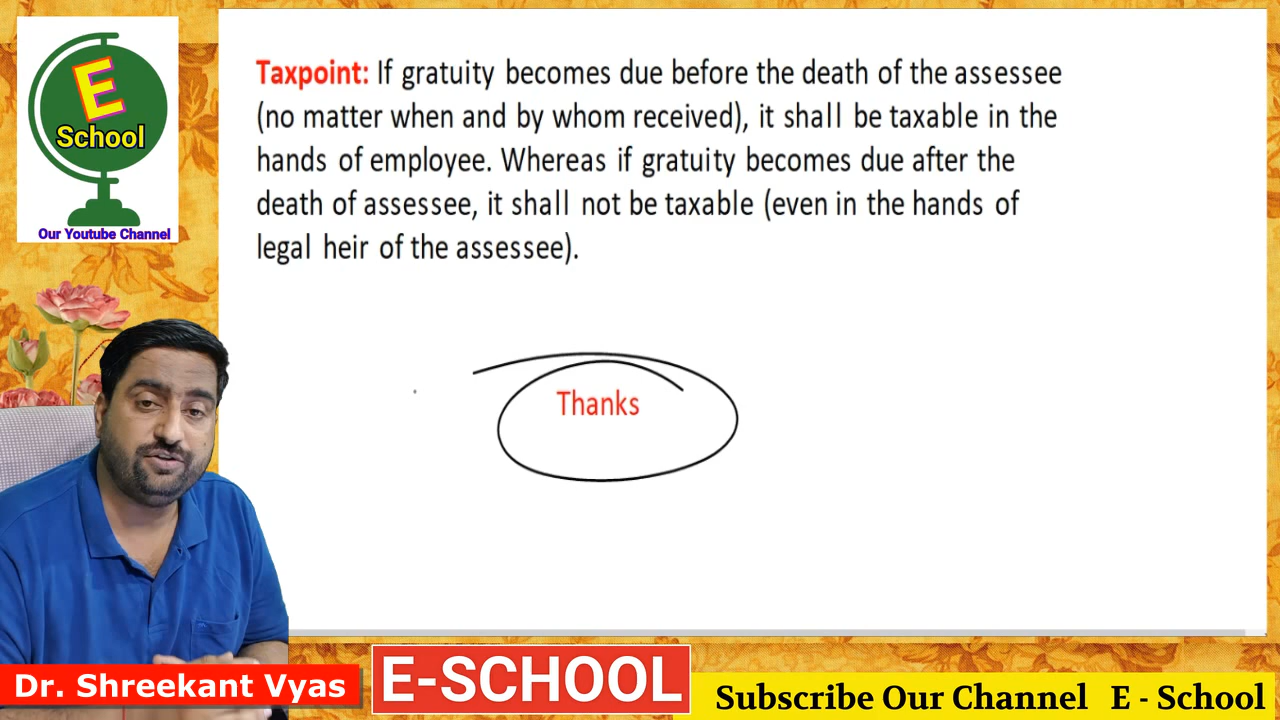 E
School
Our Youtube Channel
Taxpoint: If gratuity becomes due before the death of the assessee
(no matter when and by whom received), it shall be taxable in the
hands of employee. Whereas if gratuity becomes due after the
death of assessee, it shall not be taxable (even in the hands of
legal heir of the assessee).
Thanks
Dr. Shreekant Vyas
E-SCHOOL
Subscribe Our Channel E - School